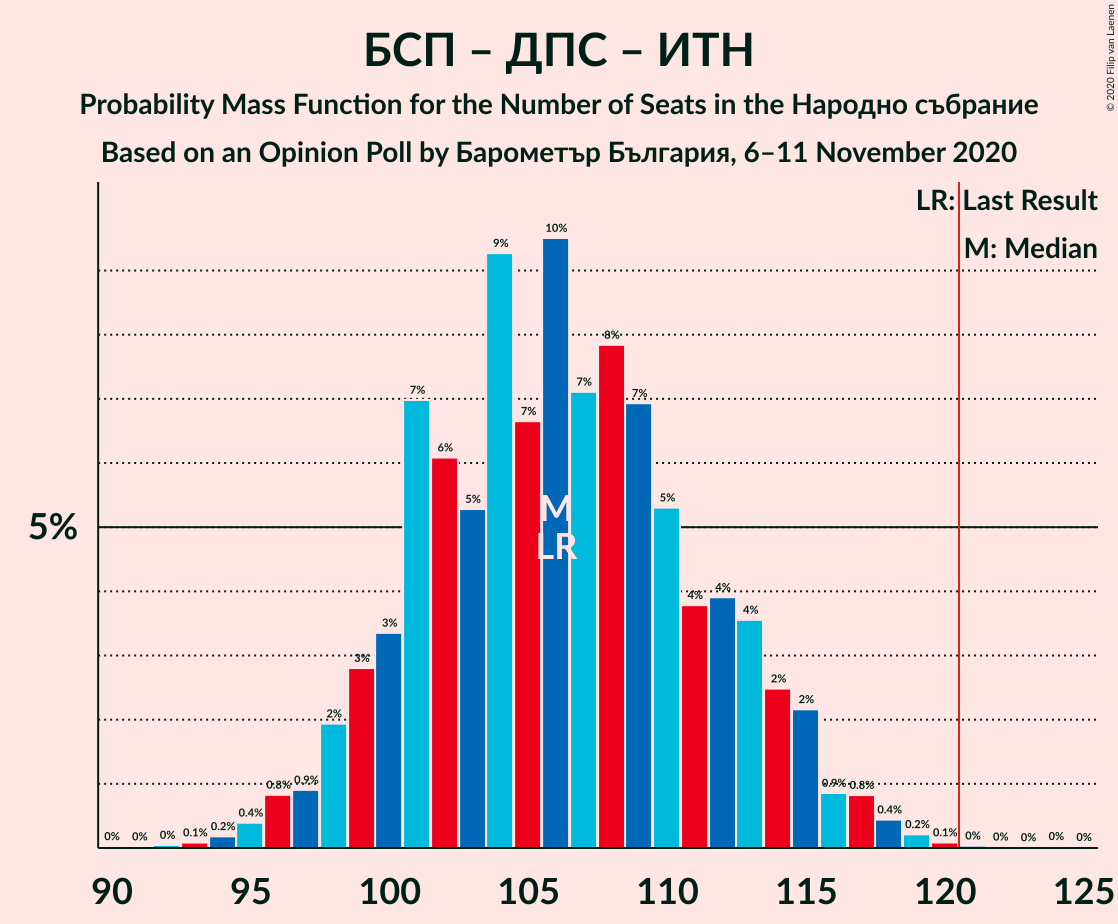 БСП – ДПС – ИТН
Probability Mass Function for the Number of Seats in the Народно събрание
Based on an Opinion Poll by Барометър България, 6–11 November 2020
© 2020 Filip van Laenen
LR: Last Result
M: Median
5%
0% 0% 0% 0.1% 0.2% 0.4% 0.8% 0.9% 2% 3% 3% 7% 6% 5% 9% 7% 10% 7% 8% 7% 5% 4% 4% 4% 2% 2% 0.9% 0.8% 0.4% 0.2% 0.1% 0% 0% 0% 0% 0%
M
LR
90 95 100 105 110 115 120 125